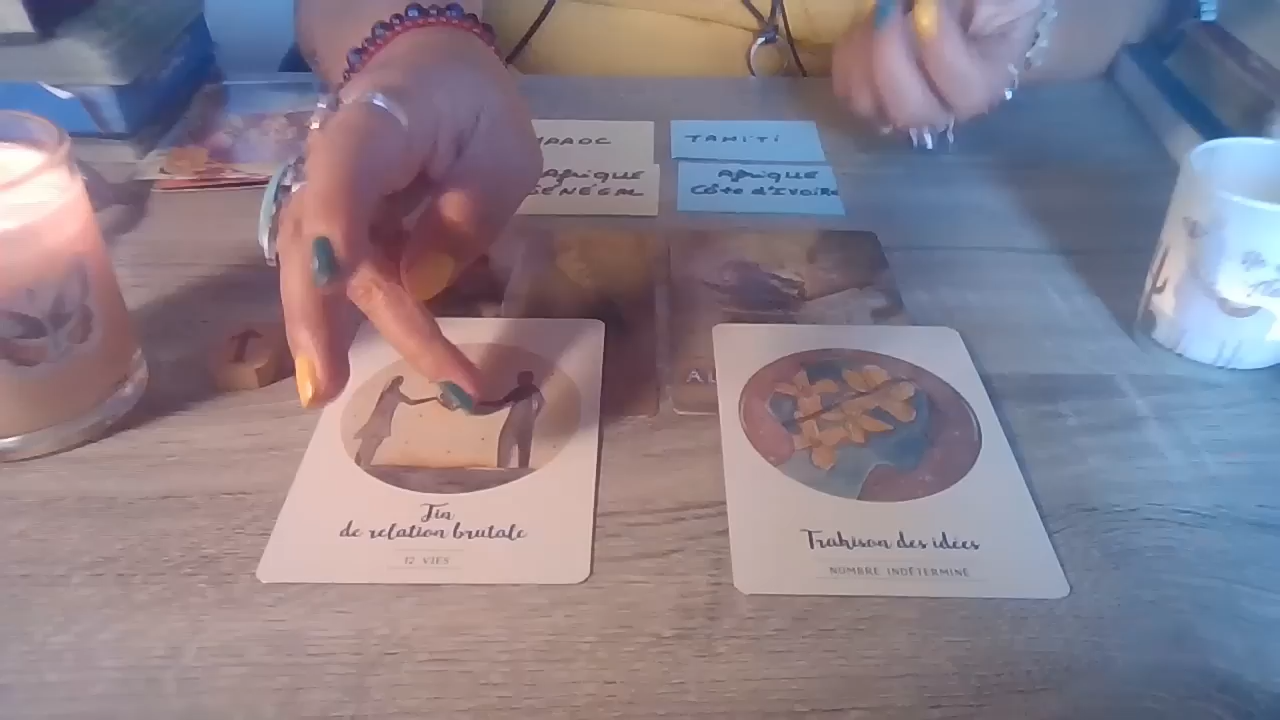 TAHITI
AFRIQUE
SÉNÉGAL
AFRIQUE
Côte d'IVOIRE
Fin
de relation brutale
12 VIES
Trahison des idées
NOMBRE INDÉTERMINÉ